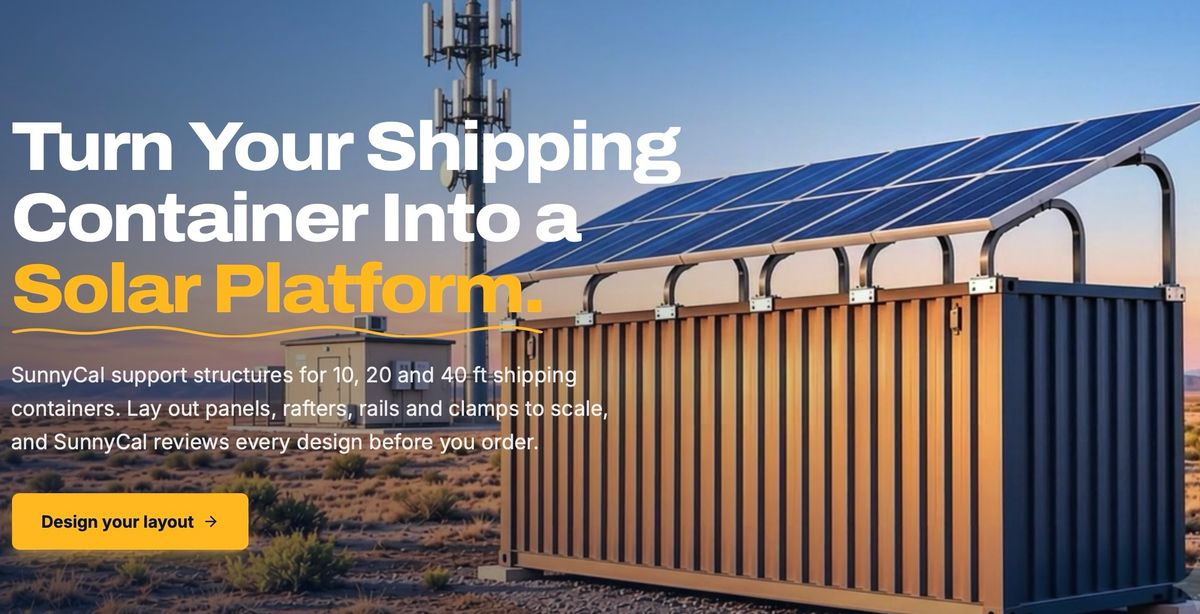 Turn Your Shipping
Container Into a
Solar Platform.
SunnyCal support structures for 10, 20 and 40 ft shipping
containers. Lay out panels, rafters, rails and clamps to scale,
and SunnyCal reviews every design before you order.
Design your layout →